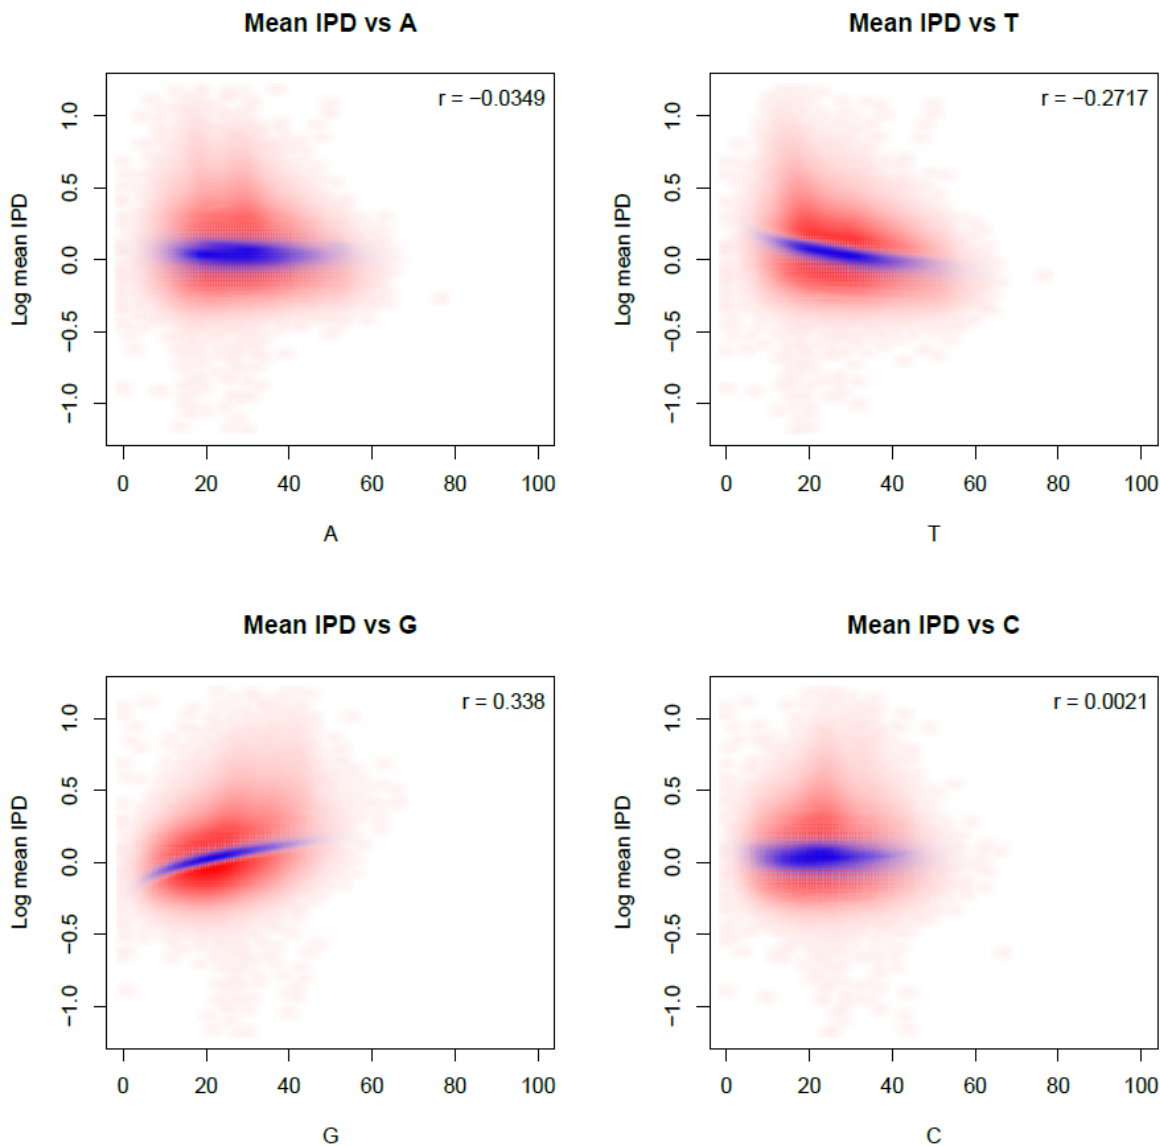 Mean IPD vs A
r = −0.0349
Log mean IPD
1.0
0.5
0.0
−0.5
−1.0
0 20 40 60 80 100
A
Mean IPD vs T
r = −0.2717
Log mean IPD
1.0
0.5
0.0
−0.5
−1.0
0 20 40 60 80 100
T
Mean IPD vs G
r = 0.338
Log mean IPD
1.0
0.5
0.0
−0.5
−1.0
0 20 40 60 80 100
G
Mean IPD vs C
r = 0.0021
Log mean IPD
1.0
0.5
0.0
−0.5
−1.0
0 20 40 60 80 100
C